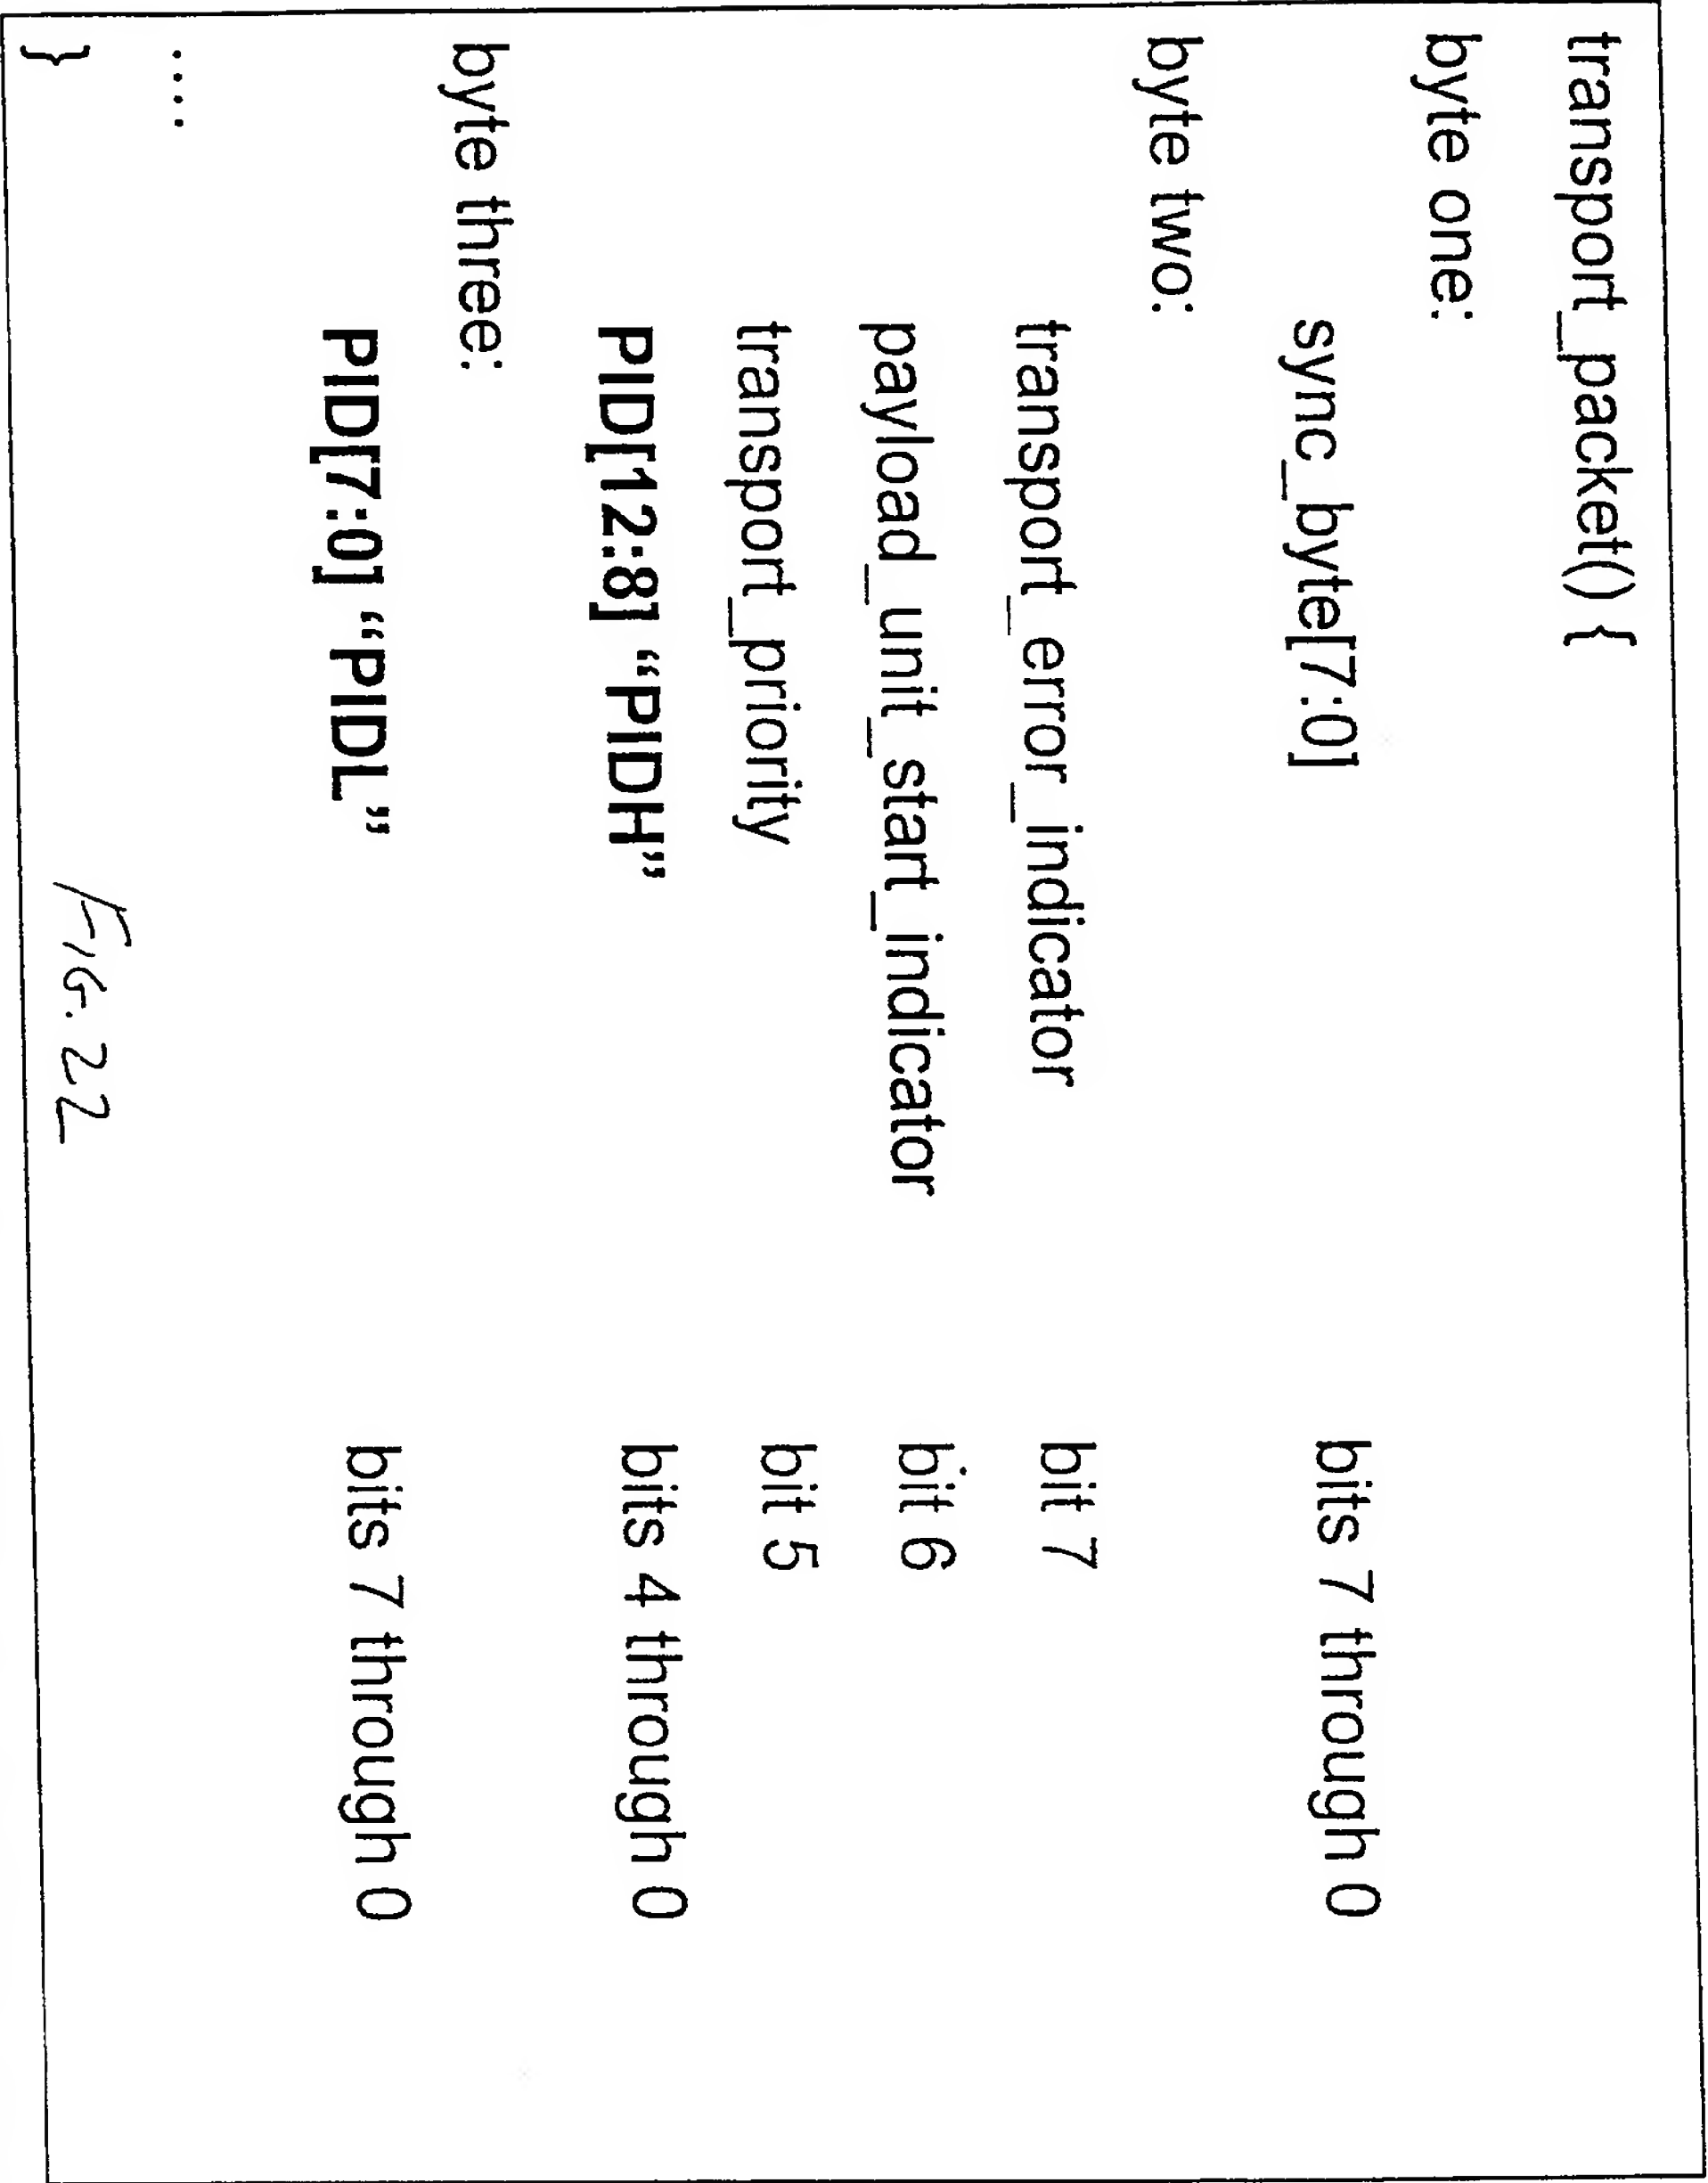 transport_packet() {
byte one:
sync_byte[7:0] bits 7 through 0
byte two:
transport_error_indicator bit 7
payload_unit_start_indicator bit 6
transport_priority bit 5
PID[12:8] “PIDH” bits 4 through 0
byte three:
PID[7:0] “PIDL” bits 7 through 0
....
}
FIG. 22